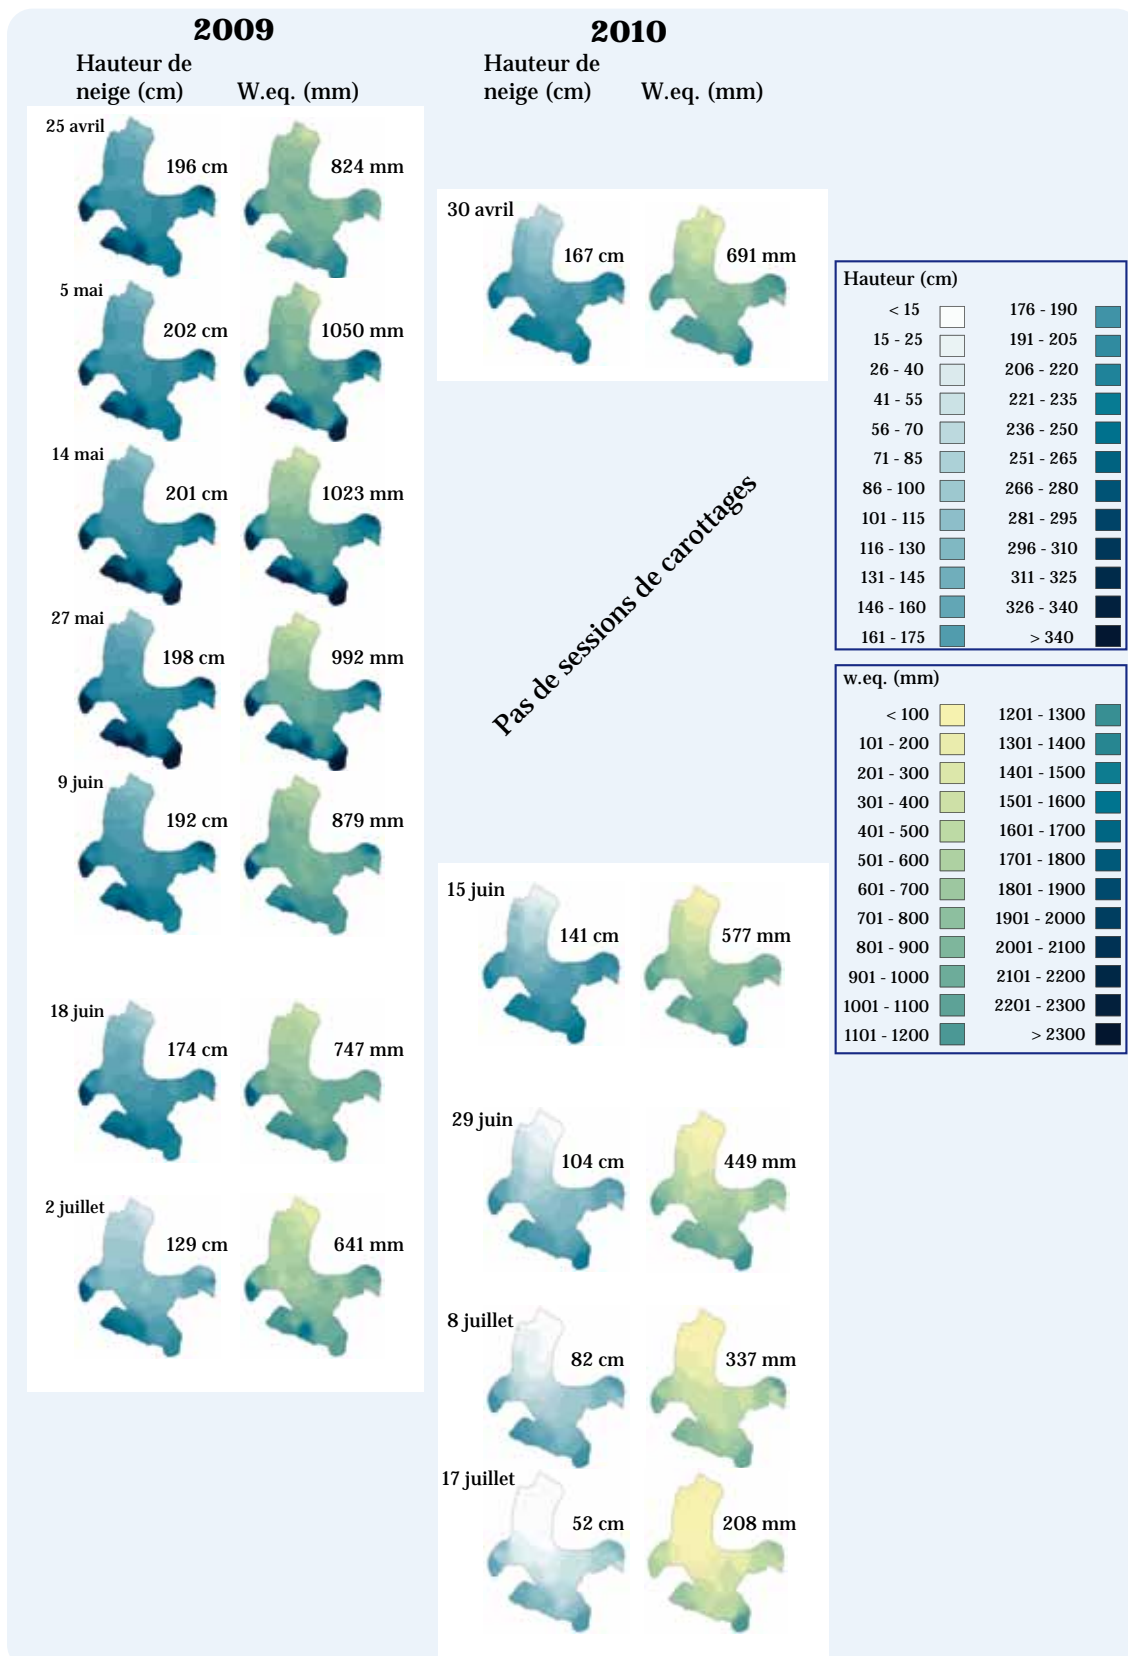 2009
Hauteur de
neige (cm)
W.eq. (mm)
25 avril
196 cm
824 mm
5 mai
202 cm
1050 mm
14 mai
201 cm
1023 mm
27 mai
198 cm
992 mm
9 juin
192 cm
879 mm
18 juin
174 cm
747 mm
2 juillet
129 cm
641 mm
2010
Hauteur de
neige (cm)
W.eq. (mm)
30 avril
167 cm
691 mm
Pas de sessions de carottages
15 juin
141 cm
577 mm
29 juin
104 cm
449 mm
8 juillet
82 cm
337 mm
17 juillet
52 cm
208 mm
Hauteur (cm)
< 15
15 - 25
26 - 40
41 - 55
56 - 70
71 - 85
86 - 100
101 - 115
116 - 130
131 - 145
146 - 160
161 - 175
176 - 190
191 - 205
206 - 220
221 - 235
236 - 250
251 - 265
266 - 280
281 - 295
296 - 310
311 - 325
326 - 340
> 340
w.eq. (mm)
< 100
101 - 200
201 - 300
301 - 400
401 - 500
501 - 600
601 - 700
701 - 800
801 - 900
901 - 1000
1001 - 1100
1101 - 1200
1201 - 1300
1301 - 1400
1401 - 1500
1501 - 1600
1601 - 1700
1701 - 1800
1801 - 1900
1901 - 2000
2001 - 2100
2101 - 2200
2201 - 2300
> 2300